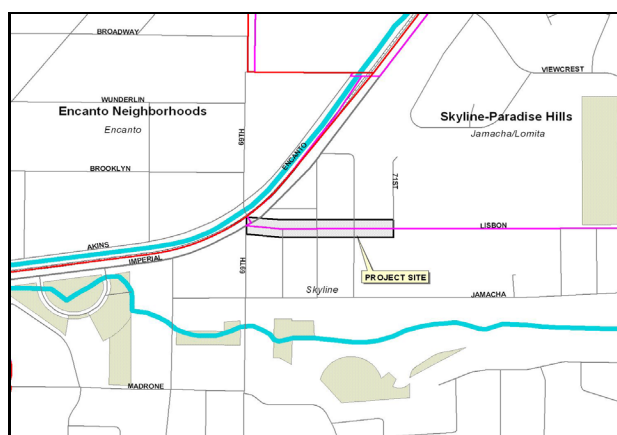 BROADWAY
VIEWCREST
WUNDERLIN
Encanto Neighborhoods
Encanto
Skyline-Paradise Hills
Jamacha/Lomita
69TH
ENCANTO
BROOKLYN
71ST
LISBON
AKINS
IMPERIAL
69TH
PROJECT SITE
Skyline
JAMACHA
MADRONE